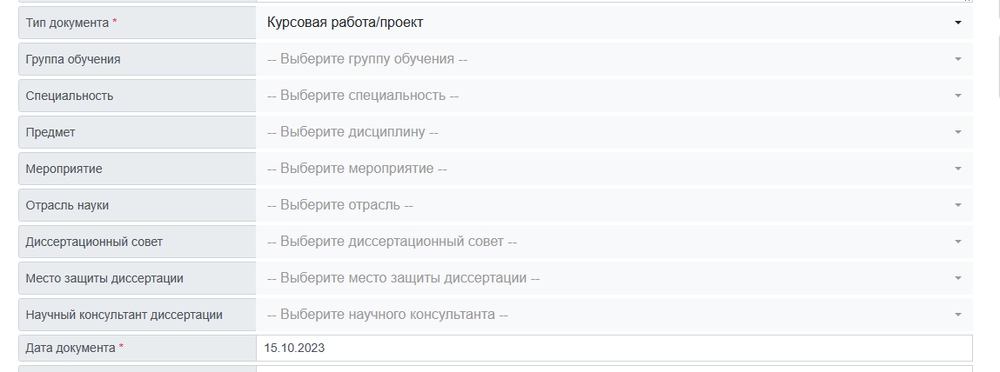 Тип документа * Курсовая работа/проект
Группа обучения -- Выберите группу обучения --
Специальность -- Выберите специальность --
Предмет -- Выберите дисциплину --
Мероприятие -- Выберите мероприятие --
Отрасль науки -- Выберите отрасль --
Диссертационный совет -- Выберите диссертационный совет --
Место защиты диссертации -- Выберите место защиты диссертации --
Научный консультант диссертации -- Выберите научного консультанта --
Дата документа * 15.10.2023